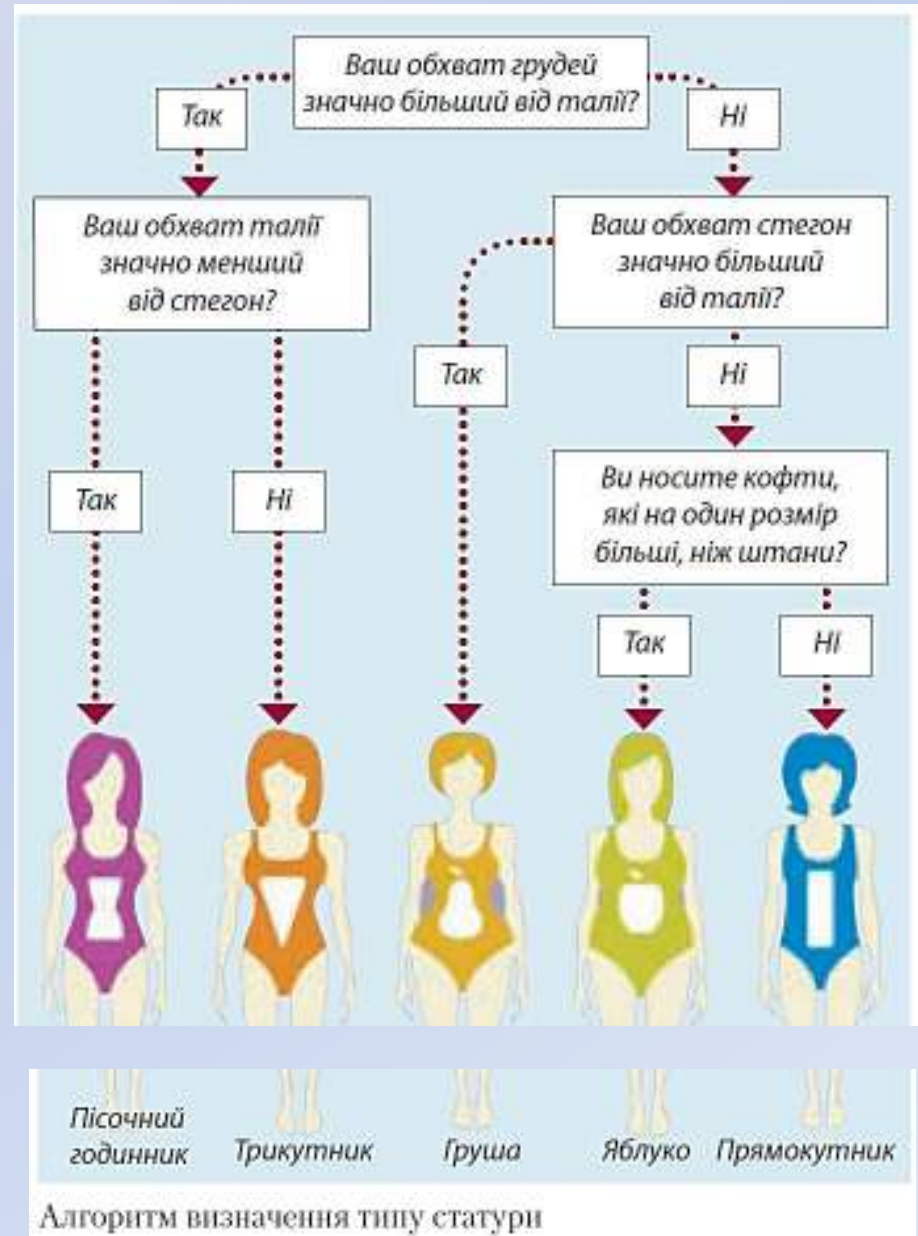 Ваш обхват грудей
значно більший від талії?
Так
Ні
Ваш обхват талії
значно менший
від стегон?
Ваш обхват стегон
значно більший
від талії?
Так
Ні
Ви носите кофти,
які на один розмір
більші, ніж штани?
Так
Ні
Так
Ні
Пісочний
годинник
Трикутник
Груша
Яблуко
Прямокутник
Алгоритм визначення типу статури